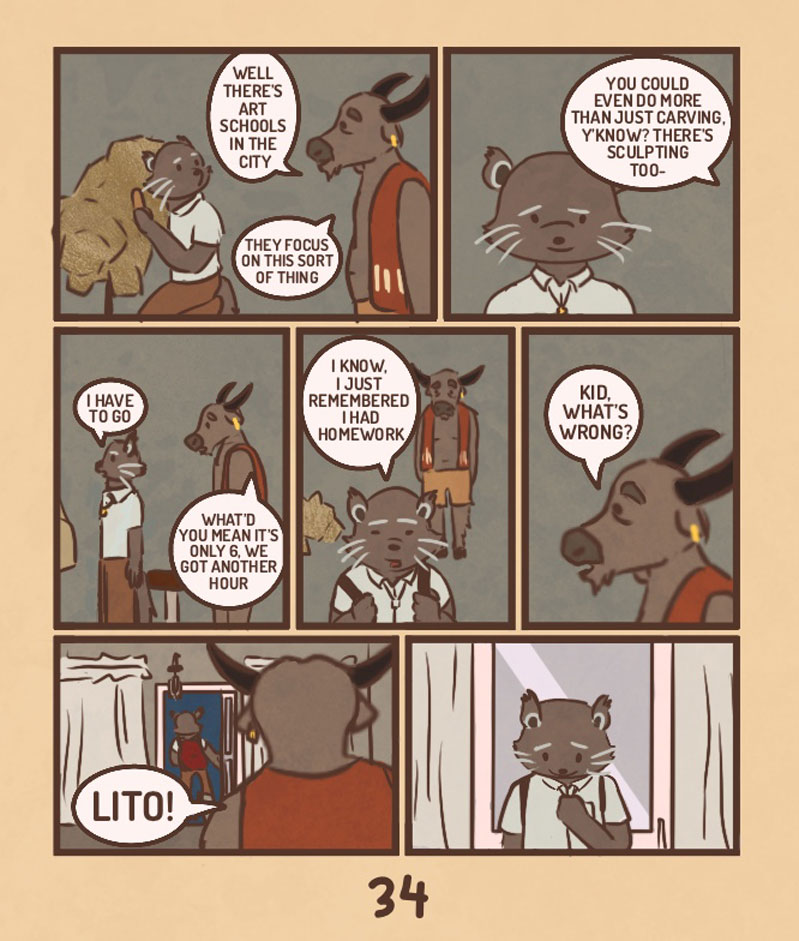 WELL
THERE'S
ART
SCHOOLS
IN THE
CITY
THEY FOCUS
ON THIS SORT
OF THING
YOU COULD
EVEN DO MORE
THAN JUST CARVING,
Y'KNOW? THERE'S
SCULPTING
TOO-
I HAVE
TO GO
WHAT'D
YOU MEAN IT'S
ONLY 6, WE
GOT ANOTHER
HOUR
I KNOW,
I JUST
REMEMBERED
I HAD
HOMEWORK
KID,
WHAT'S
WRONG?
LITO!
34